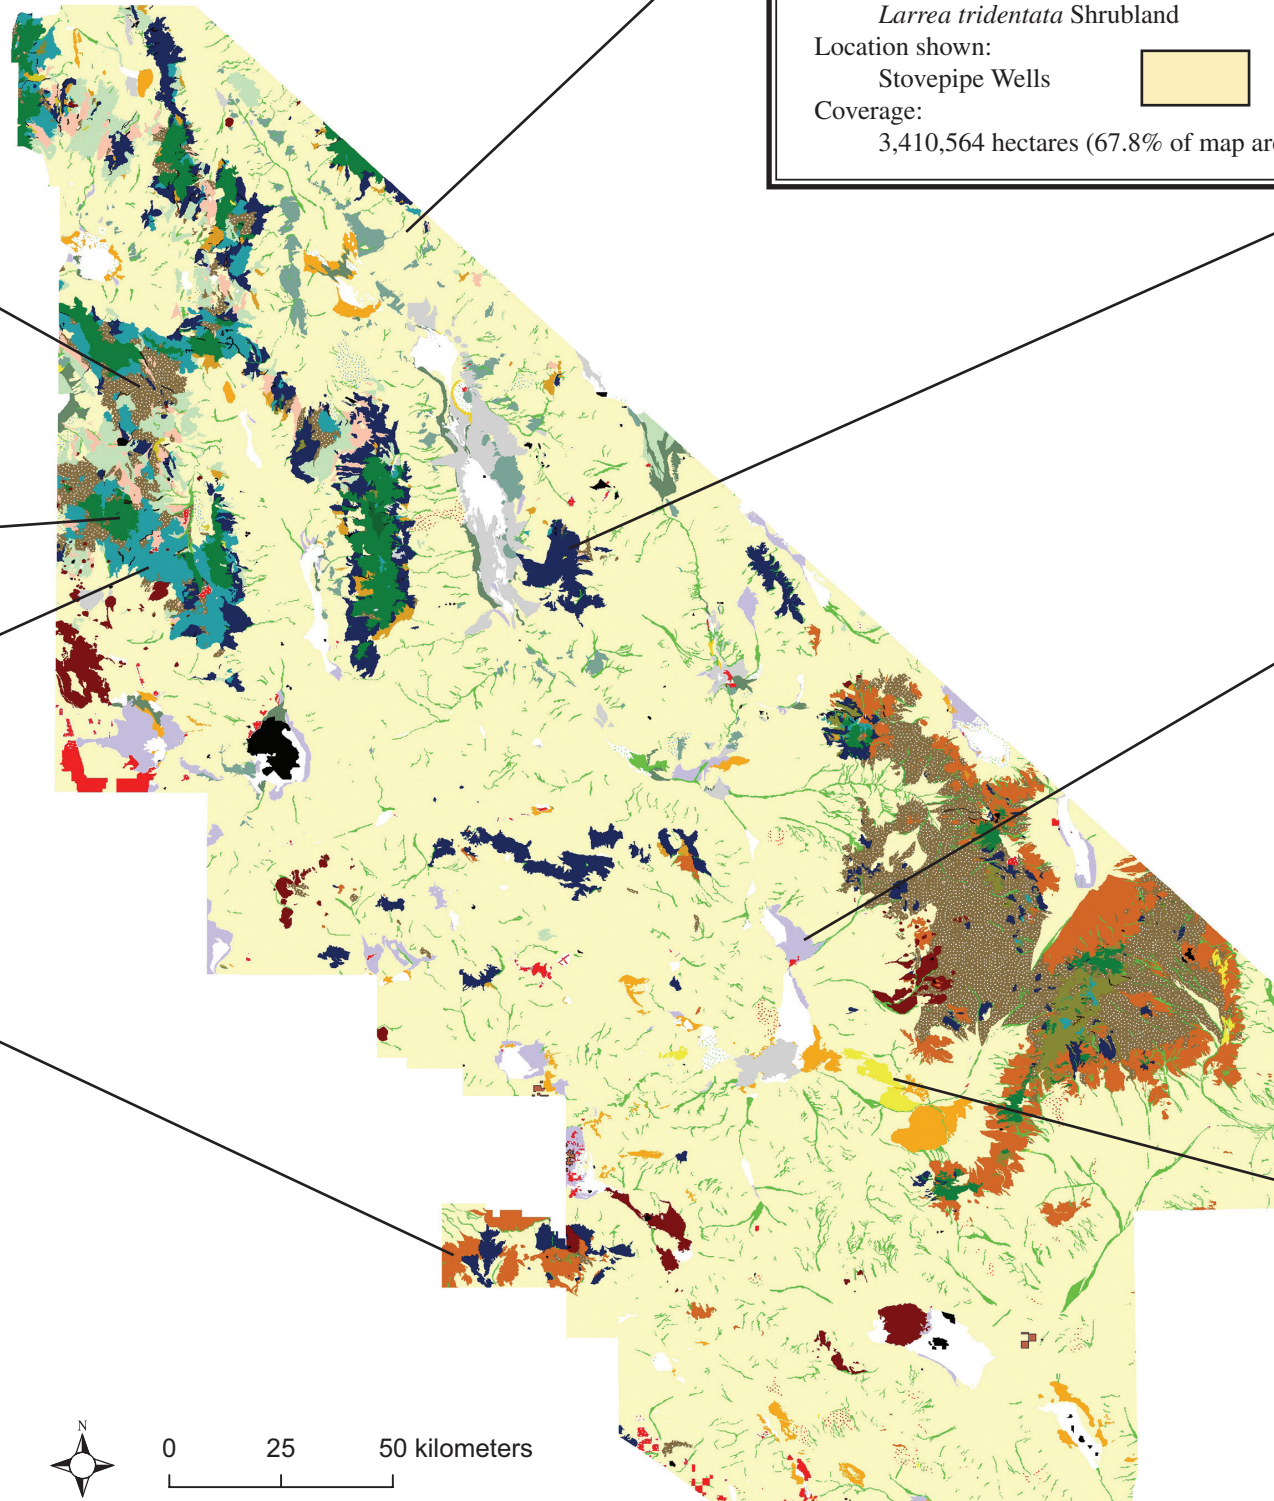 Larrea tridentata Shrubland
Location shown:
Stovepipe Wells
Coverage:
3,410,564 hectares (67.8% of map
N
0 25 50 kilometers